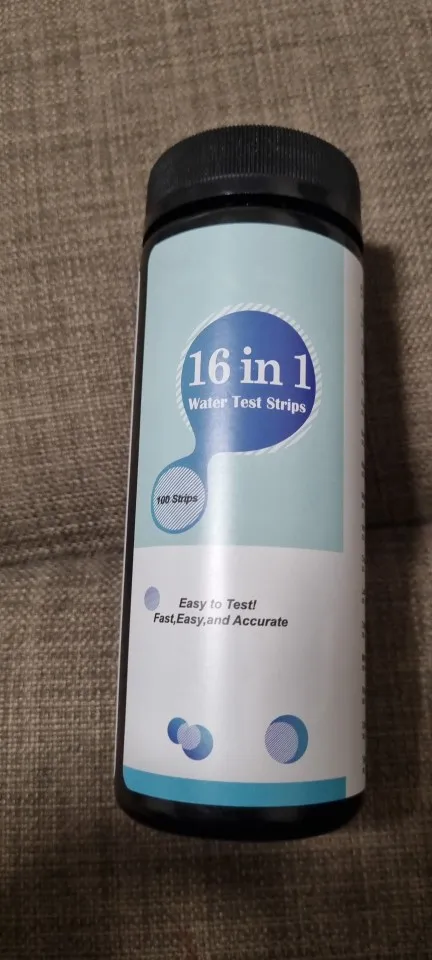 16 in 1
Water Test Strips
100 Strips
Easy to Test!
Fast,Easy,and Accurate